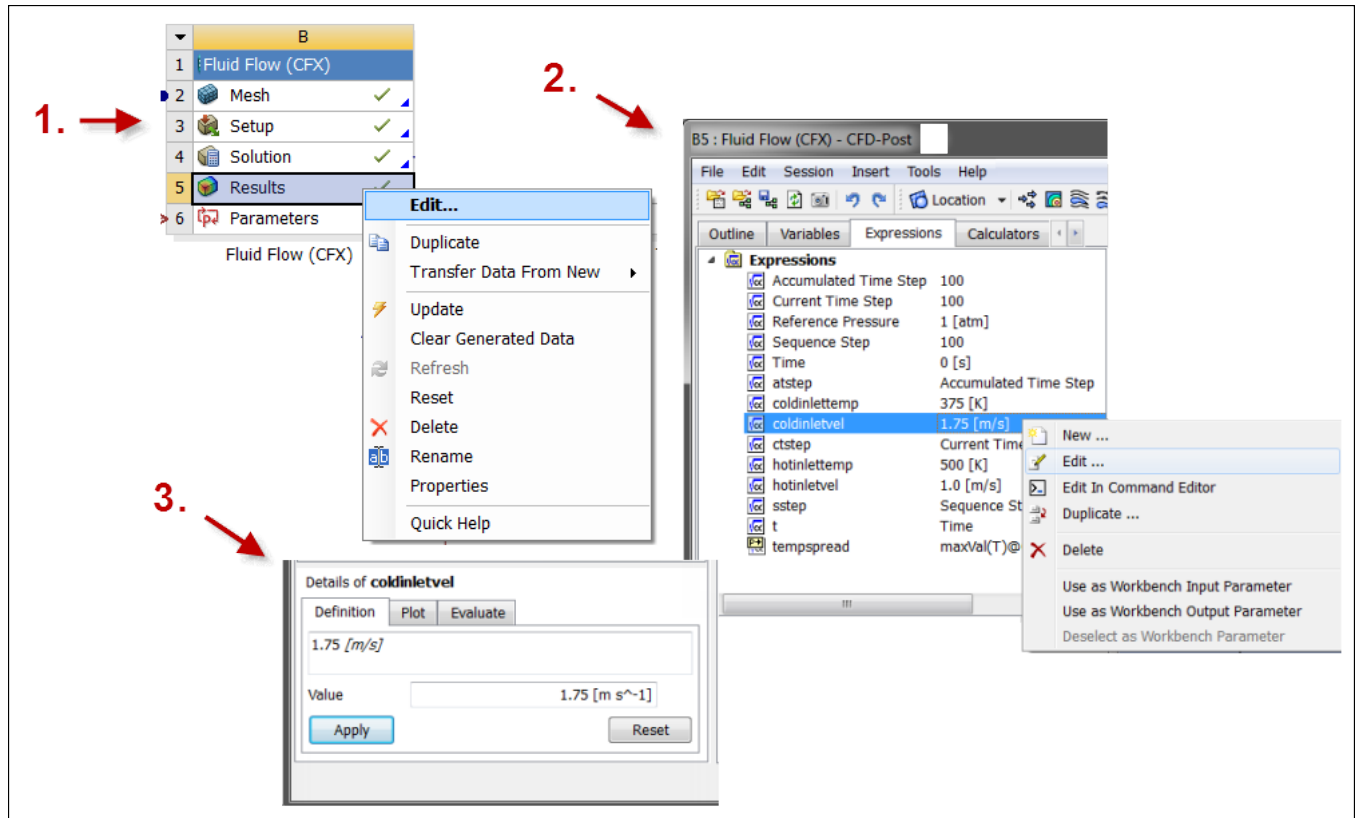 1.
B
1 Fluid Flow (CFX)
2 Mesh
3 Setup
4 Solution
5 Results
6 Parameters
Fluid Flow (CFX)
Edit...
Duplicate
Transfer Data From New
Update
Clear Generated Data
Refresh
Reset
Delete
Rename
Properties
Quick Help
2.
B5 : Fluid Flow (CFX) - CFD-Post
File Edit Session Insert Tools Help
Location
Outline Variables Expressions Calculators
Expressions
Accumulated Time Step 100
Current Time Step 100
Reference Pressure 1 [atm]
Sequence Step 100
Time 0 [s]
atstep Accumulated Time Step
coldinlettemp 375 [K]
coldinletvel 1.75 [m/s]
ctstep Current Time
hotinlettemp 500 [K]
hotinletvel 1.0 [m/s]
sstep Sequence St
t Time
tempspread maxVal(T)@
New ...
Edit ...
Edit In Command Editor
Duplicate ...
Delete
Use as Workbench Input Parameter
Use as Workbench Output Parameter
Deselect as Workbench Parameter
3.
Details of coldinletvel
Definition Plot Evaluate
1.75 [m/s]
Value 1.75 [m s^-1]
Apply Reset